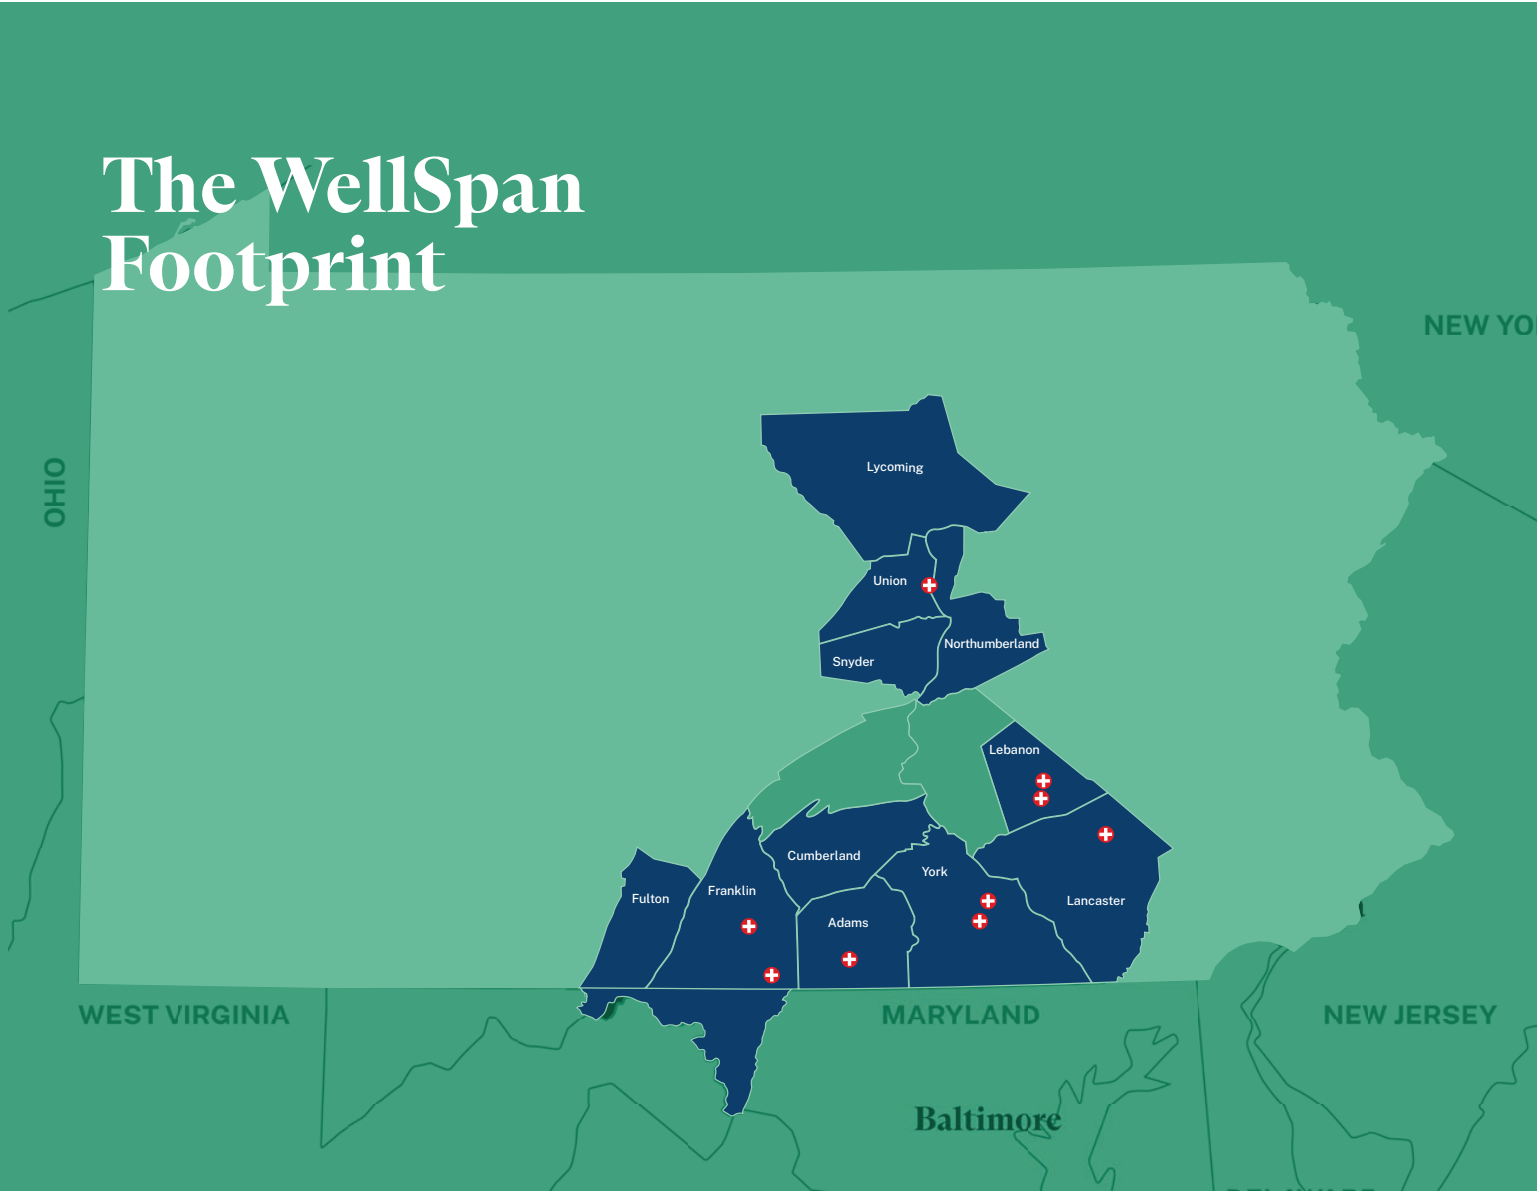 The WellSpan
Footprint
NEW YO
OHIO
Lycoming
Union
Northumberland
Snyder
Lebanon
Cumberland
York
Franklin
Fulton
Lancaster
Adams
WEST VIRGINIA
MARYLAND
NEW JERSEY
Baltimore